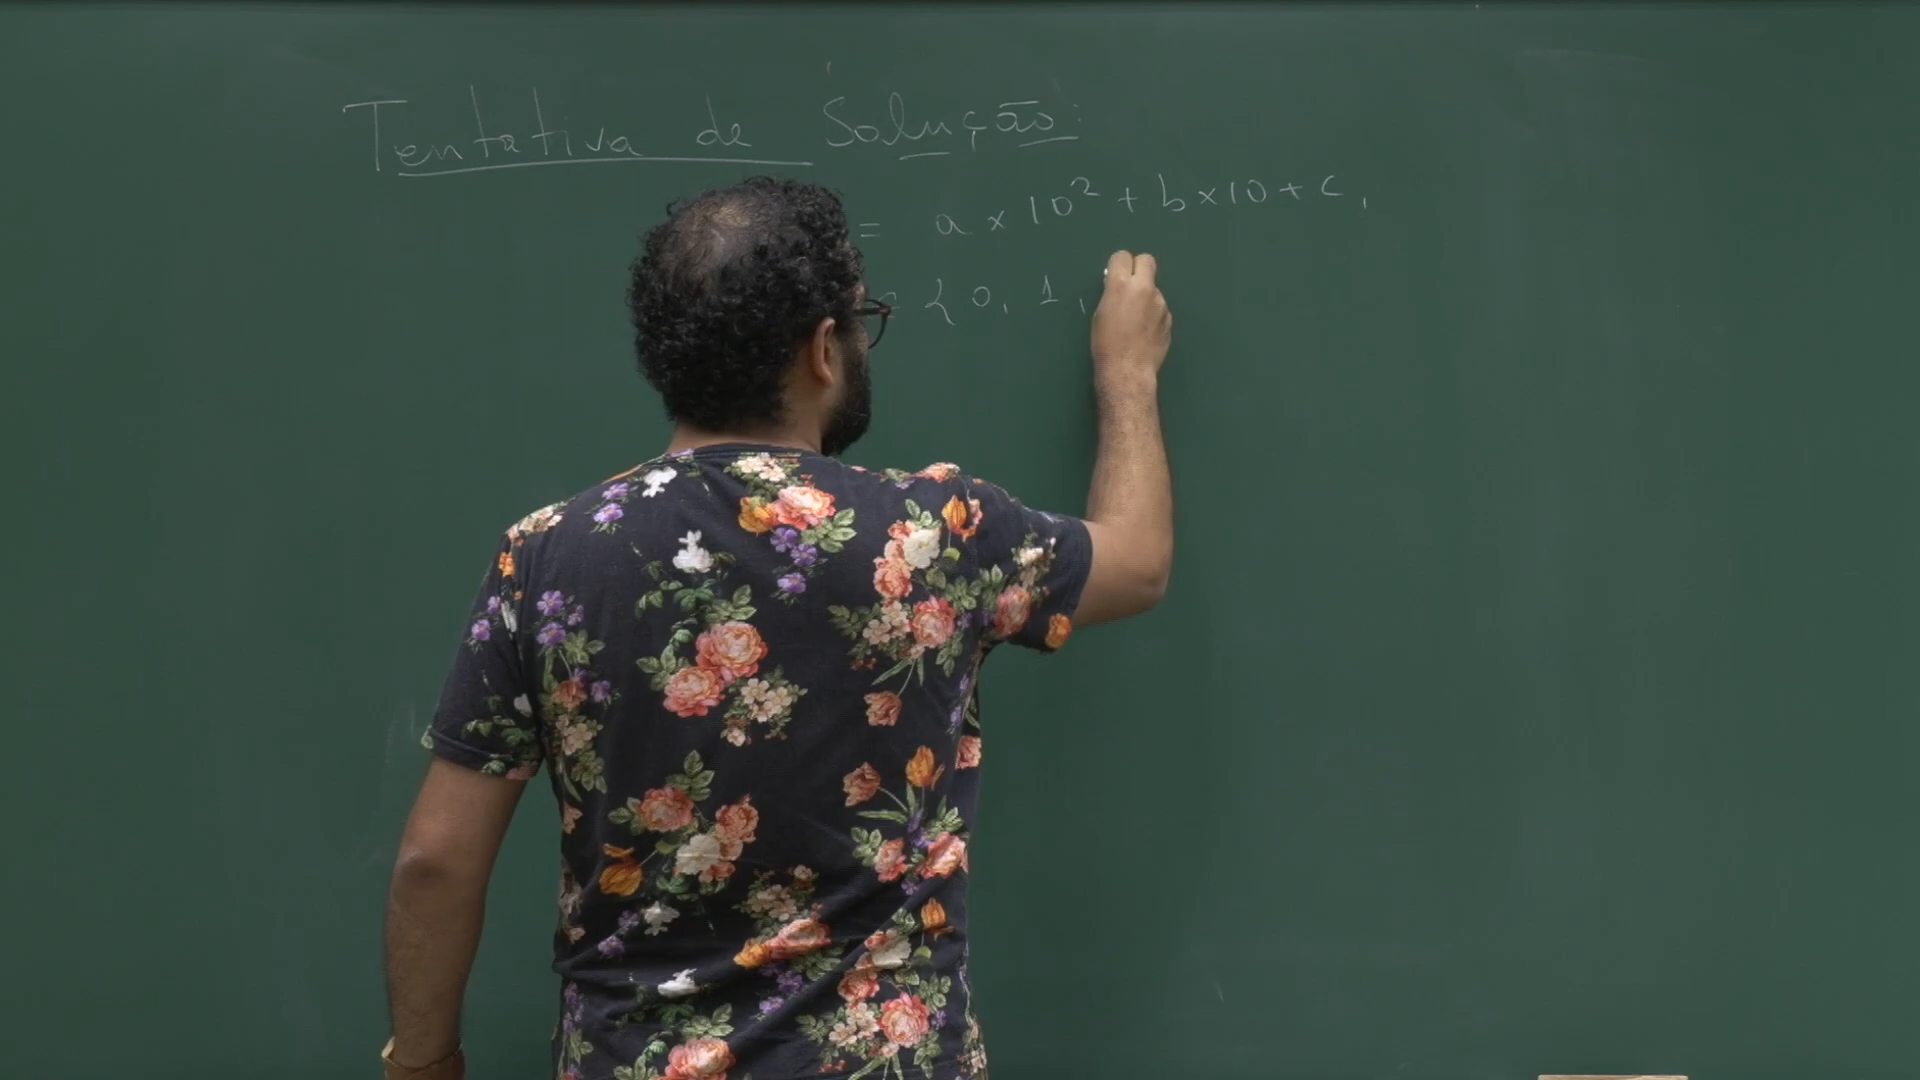 Tentativa de Solução:
= a × 10² + b × 10 + c,
{ 0, 1,